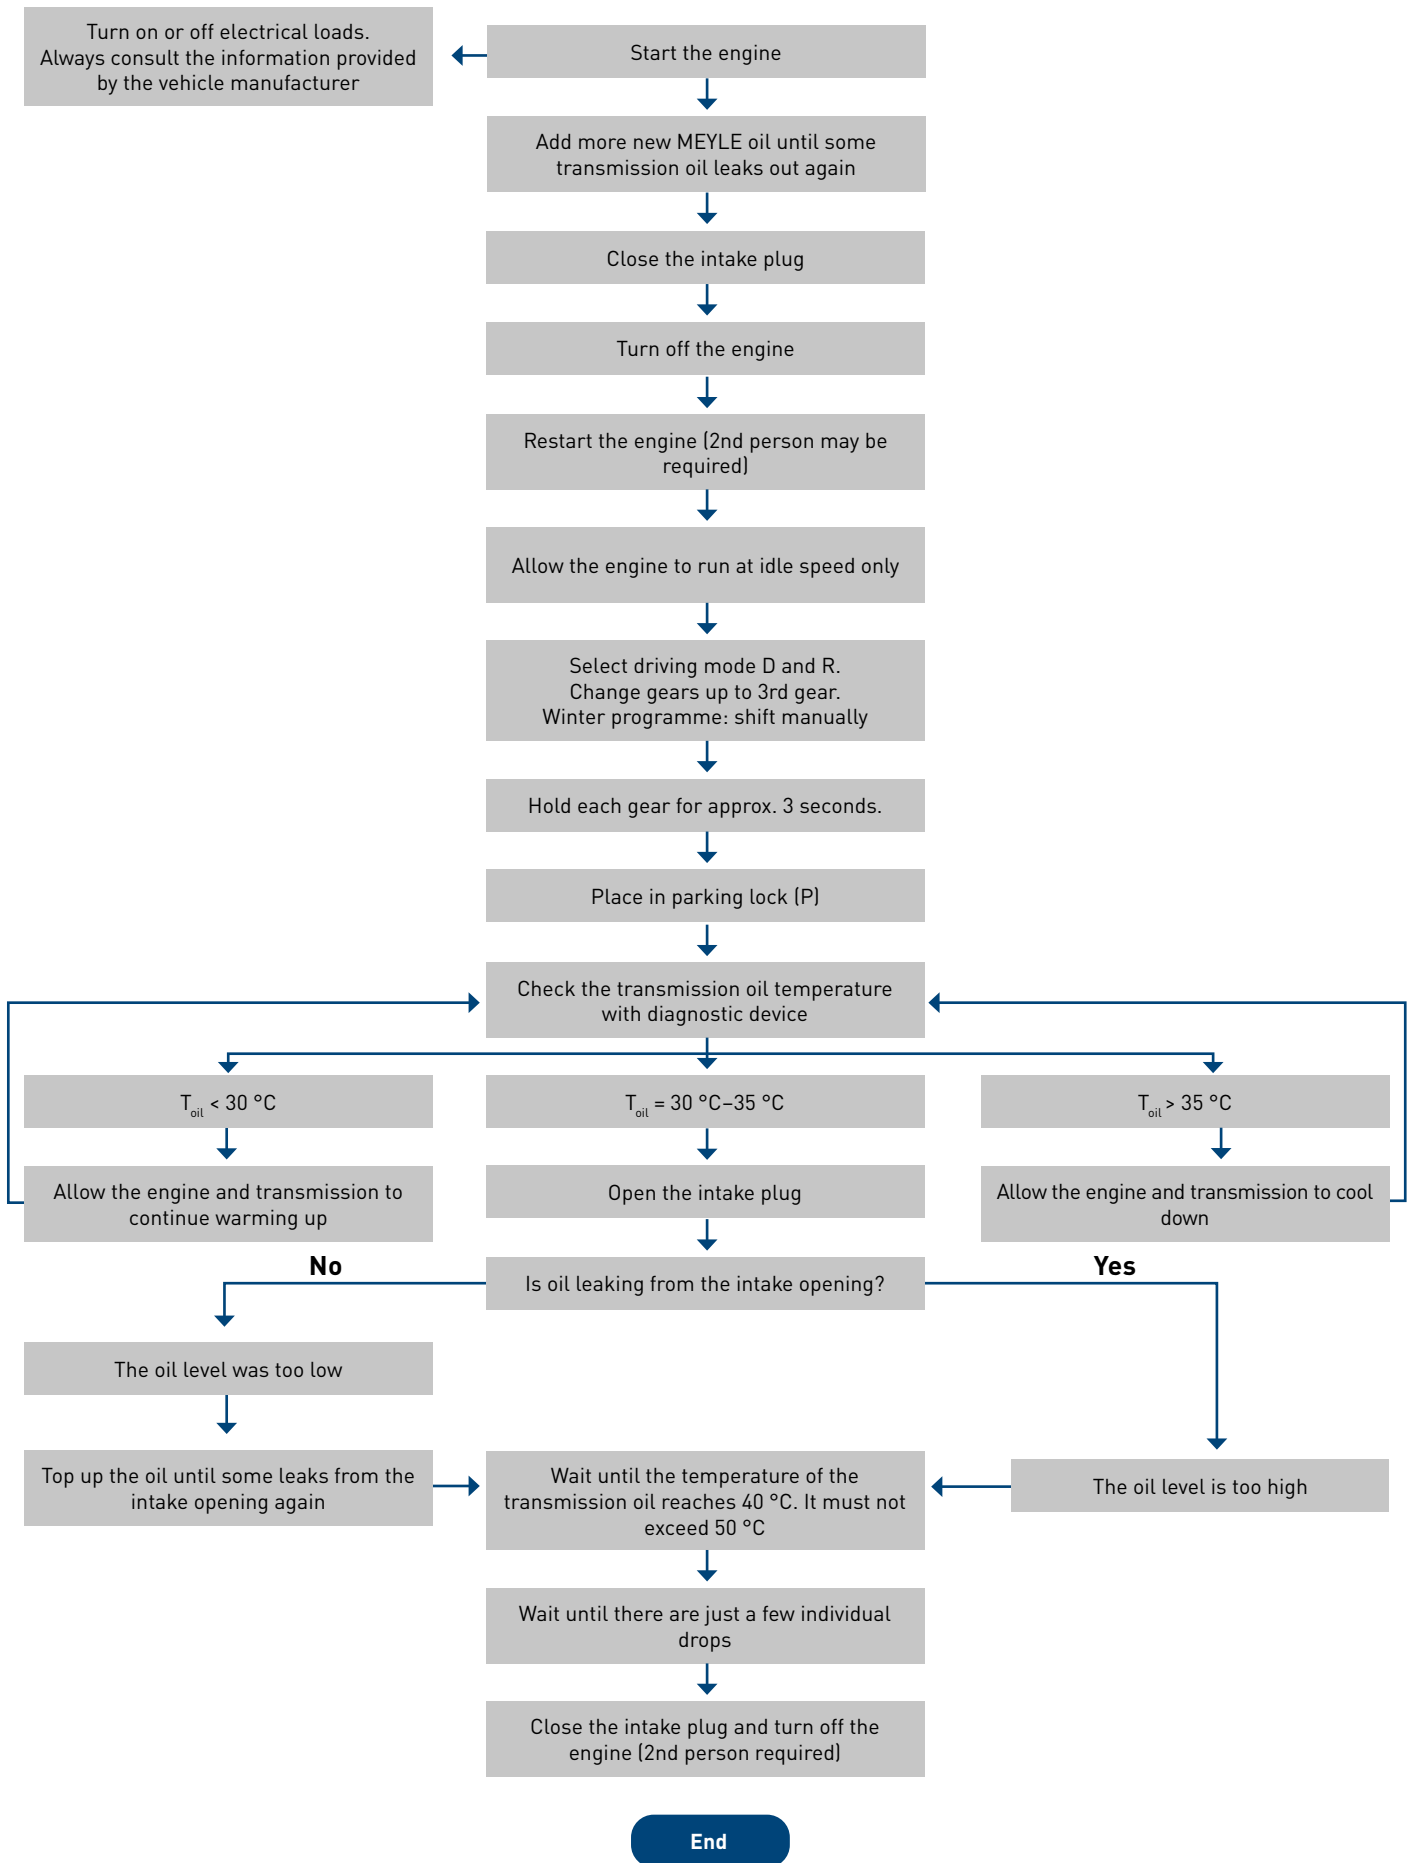 Turn on or off electrical loads.
Always consult the information provided
by the vehicle manufacturer
Start the engine
Add more new MEYLE oil until some
transmission oil leaks out again
Close the intake plug
Turn off the engine
Restart the engine (2nd person may be
required)
Allow the engine to run at idle speed only
Select driving mode D and R.
Change gears up to 3rd gear.
Winter programme: shift manually
Hold each gear for approx. 3 seconds.
Place in parking lock (P)
Check the transmission oil temperature
with diagnostic device
Toil < 30 °C
Toil = 30 °C–35 °C
Toil > 35 °C
Allow the engine and transmission to
continue warming up
Open the intake plug
Allow the engine and transmission to cool
down
No
Is oil leaking from the intake opening?
Yes
The oil level was too low
Top up the oil until some leaks from the
intake opening again
Wait until the temperature of the
transmission oil reaches 40 °C. It must not
exceed 50 °C
The oil level is too high
Wait until there are just a few individual
drops
Close the intake plug and turn off the
engine (2nd person required)
End